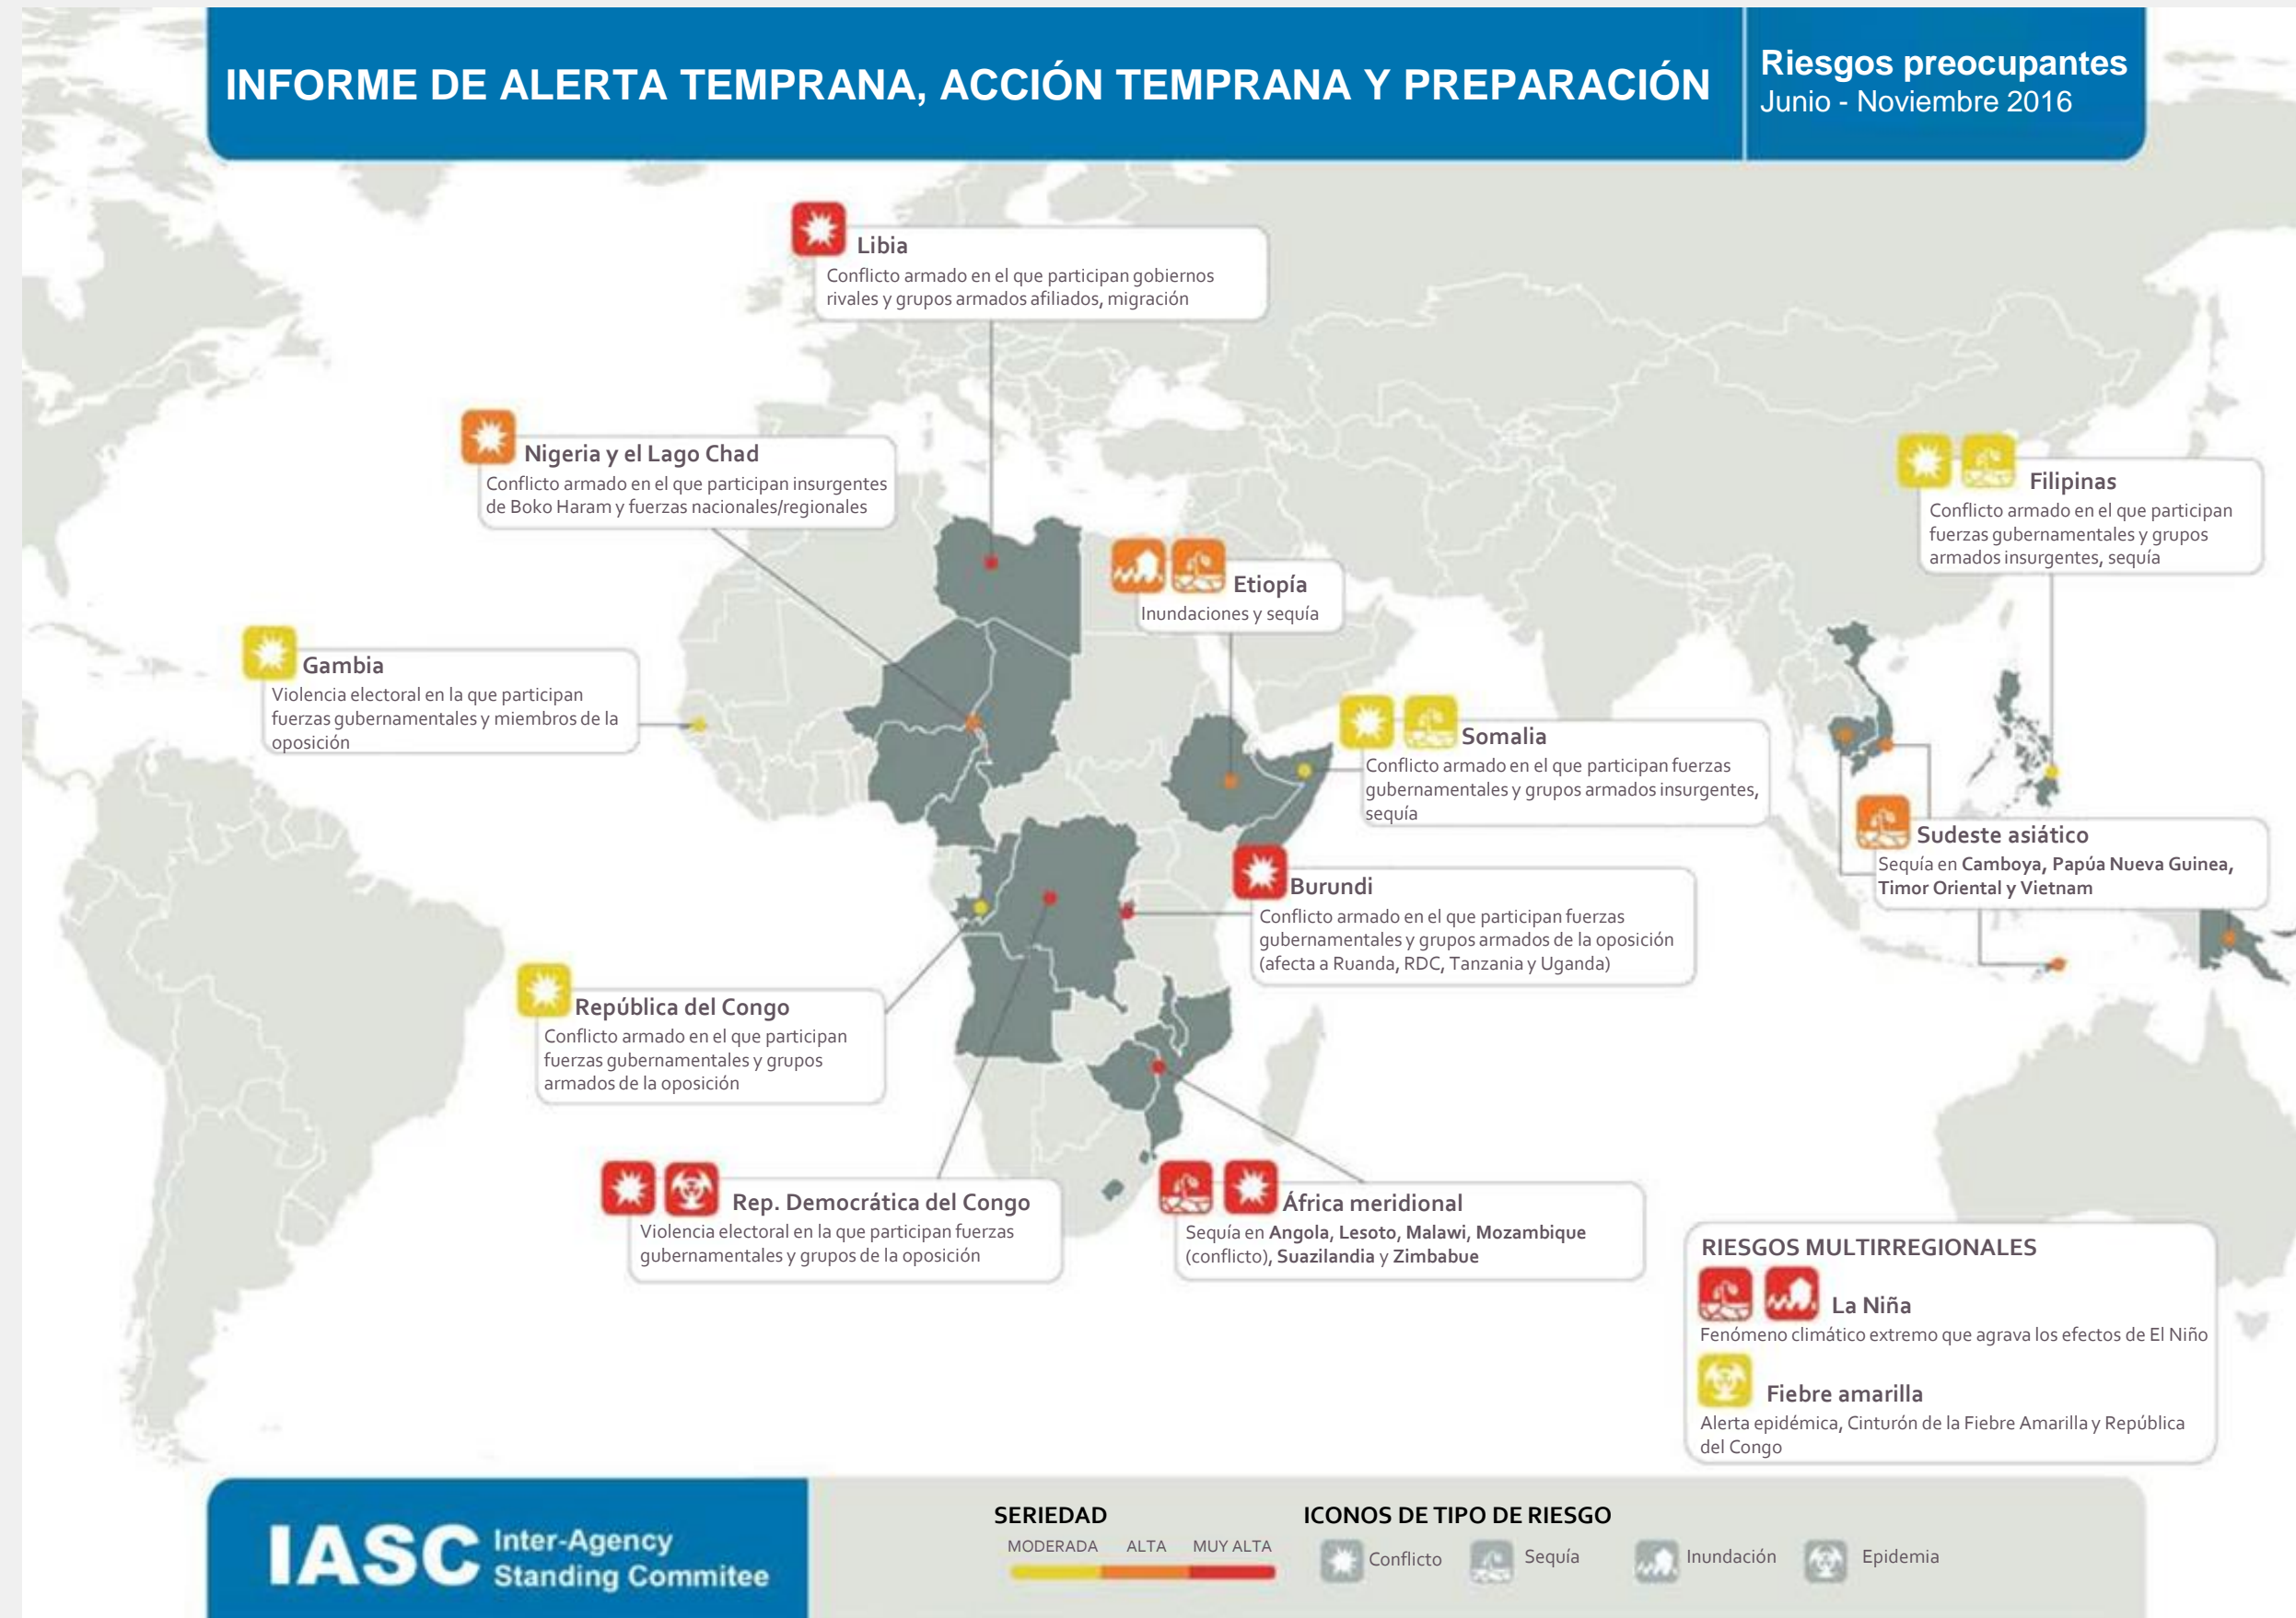 INFORME DE ALERTA TEMPRANA, ACCIÓN TEMPRANA Y PREPARACIÓN
Riesgos preocupantes
Junio - Noviembre 2016
Libia
Conflicto armado en el que participan gobiernos
rivales y grupos armados afiliados, migración
Nigeria y el Lago Chad
Conflicto armado en el que participan insurgentes
de Boko Haram y fuerzas nacionales/regionales
Filipinas
Conflicto armado en el que participan
fuerzas gubernamentales y grupos
armados insurgentes, sequía
Etiopía
Inundaciones y sequía
Gambia
Violencia electoral en la que participan
fuerzas gubernamentales y miembros de la
oposición
Somalia
Conflicto armado en el que participan fuerzas
gubernamentales y grupos armados insurgentes,
sequía
Sudeste asiático
Sequía en Camboya, Papúa Nueva Guinea,
Timor Oriental y Vietnam
Burundi
Conflicto armado en el que participan fuerzas
gubernamentales y grupos armados de la oposición
(afecta a Ruanda, RDC, Tanzania y Uganda)
República del Congo
Conflicto armado en el que participan
fuerzas gubernamentales y grupos
armados de la oposición
Rep. Democrática del Congo
Violencia electoral en la que participan fuerzas
gubernamentales y grupos de la oposición
África meridional
Sequía en Angola, Lesoto, Malawi, Mozambique
(conflicto), Suazilandia y Zimbabue
RIESGOS MULTIRREGIONALES
La Niña
Fenómeno climático extremo que agrava los efectos de El Niño
Fiebre amarilla
Alerta epidémica, Cinturón de la Fiebre Amarilla y República
del Congo
IASC
Inter-Agency
Standing Commitee
SERIEDAD
MODERADA ALTA MUY ALTA
ICONOS DE TIPO DE RIESGO
Conflicto Sequía Inundación Epidemia